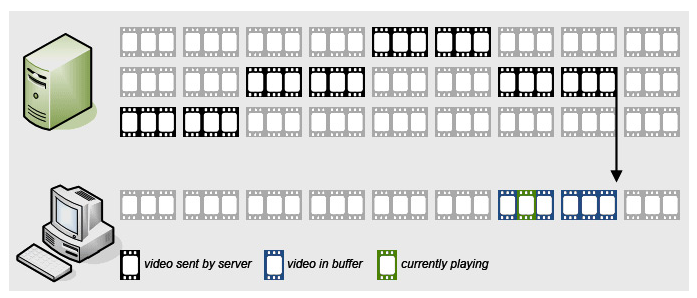 video sent by server
video in buffer
currently playing